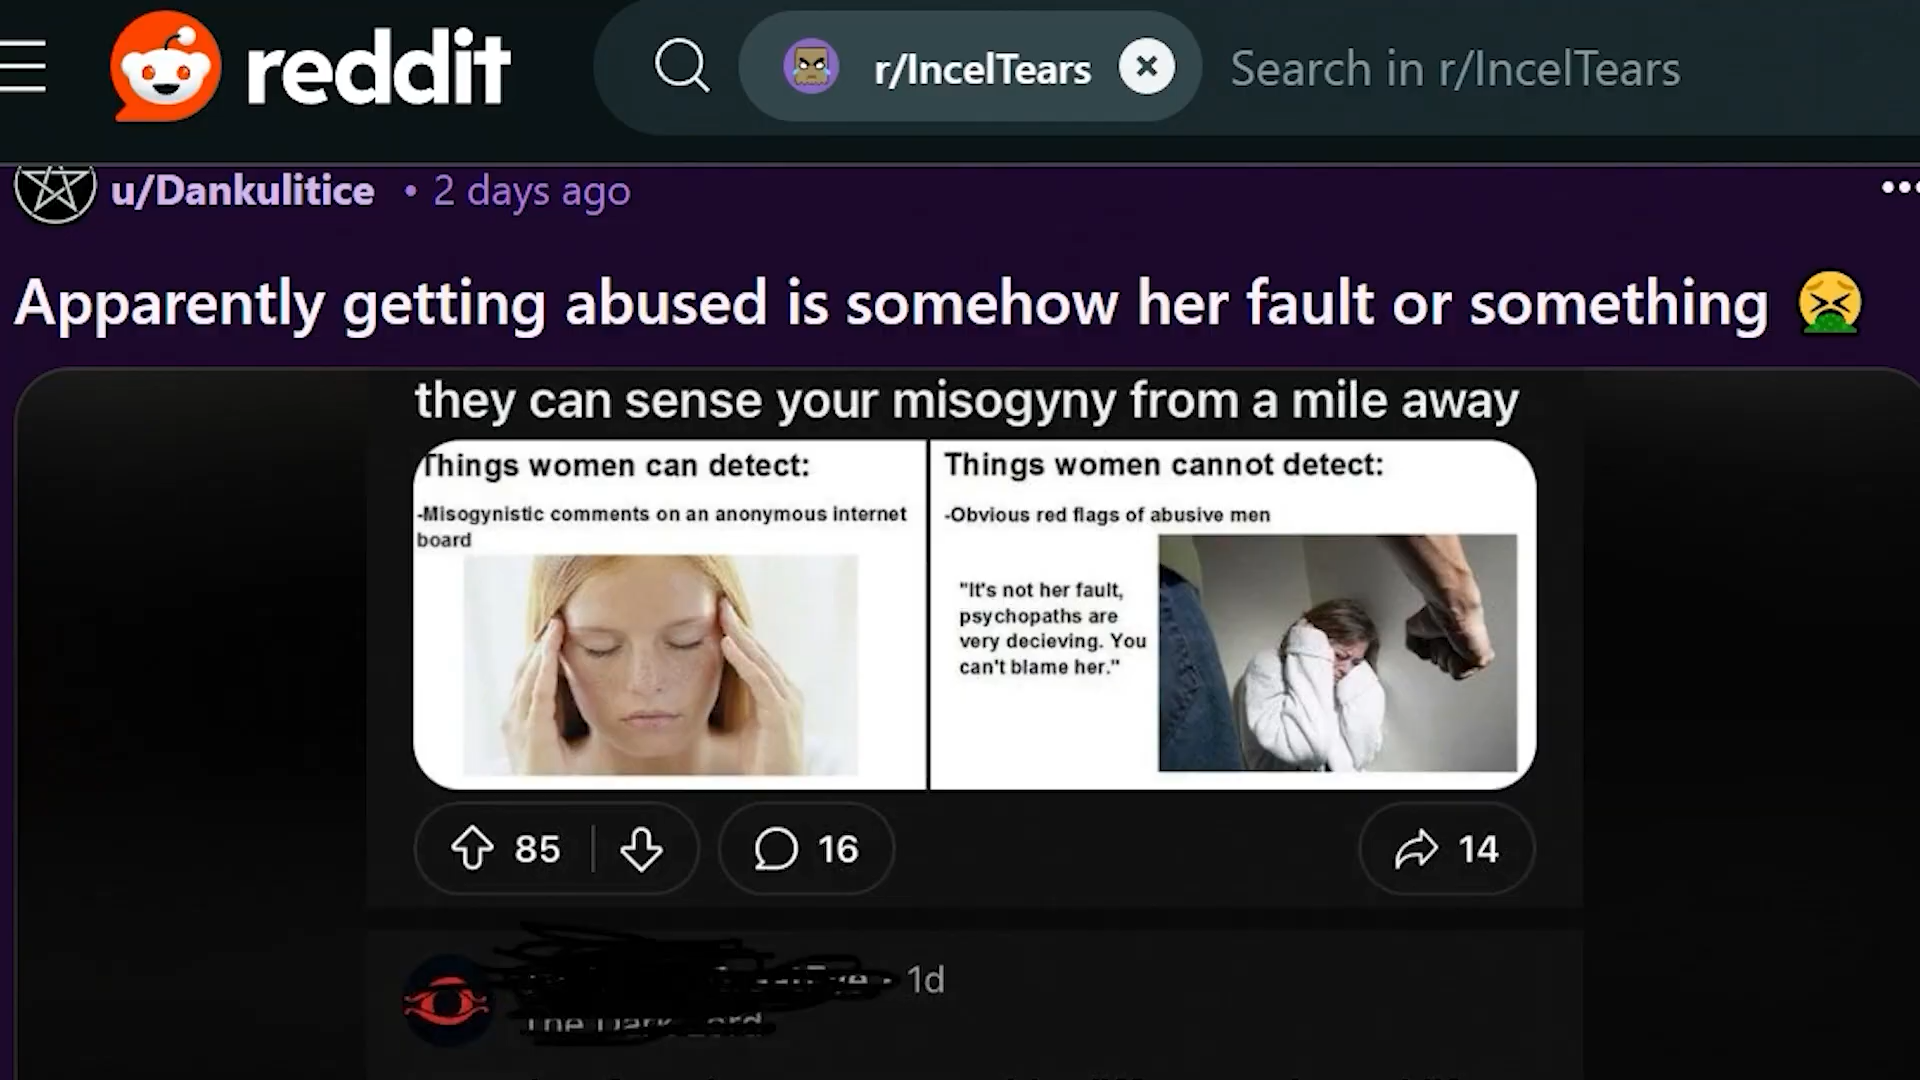 reddit
r/IncelTears
Search in r/IncelTears
u/Dankulitice • 2 days ago
Apparently getting abused is somehow her fault or something 🤮
they can sense your misogyny from a mile away
Things women can detect:
-Misogynistic comments on an anonymous internet
board
Things women cannot detect:
-Obvious red flags of abusive men
"It's not her fault,
psychopaths are
very decieving. You
can't blame her."
85
16
14
1d